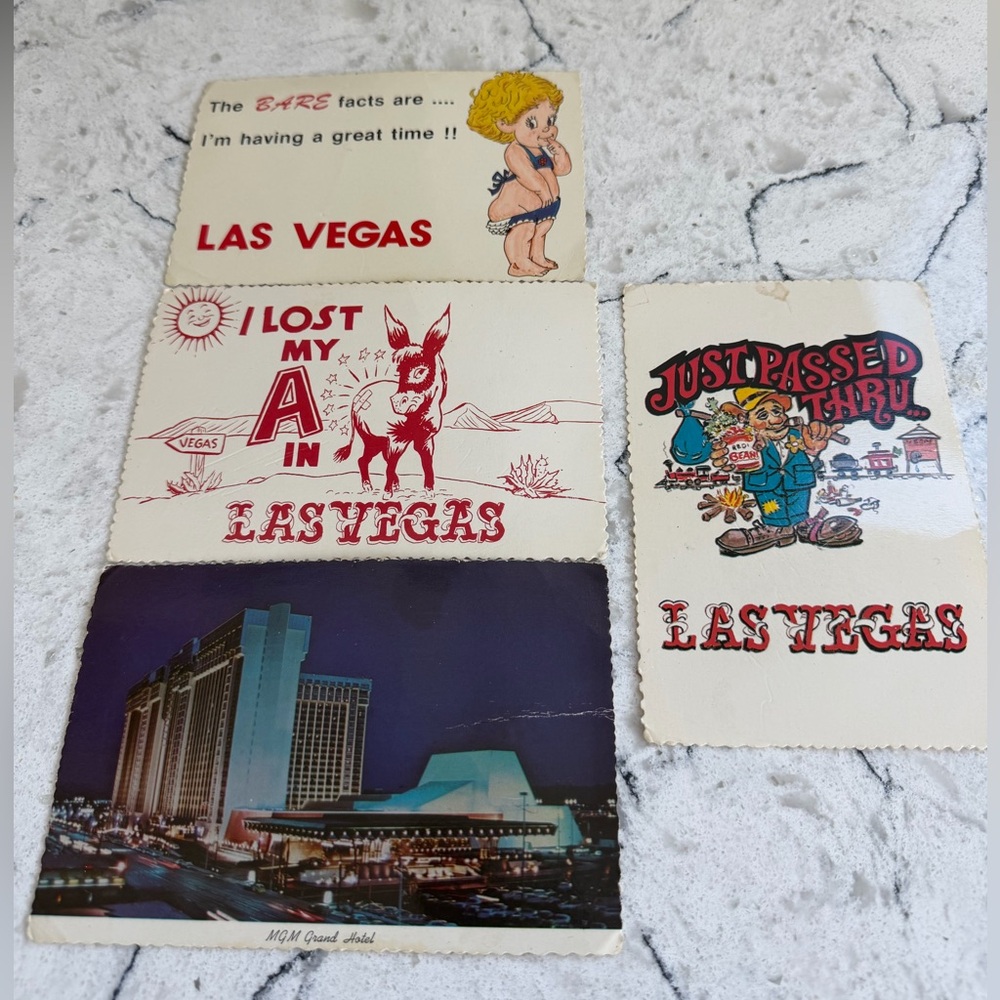 The BARE facts are ....
I'm having a great time !!
LAS VEGAS
I LOST
MY
A
IN
VEGAS
LAS VEGAS
MGM Grand Hotel
JUST PASSED
THRU...
BEAN
LAS VEGAS